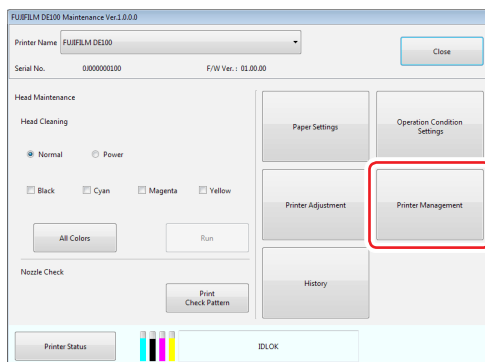 FUJIFILM DE100 Maintenance Ver.1.0.0.0
Printer Name
FUJIFILM DE100
Close
Serial No.
0J000000100
F/W Ver. : 01.00.00
Head Maintenance
Head Cleaning
Normal
Power
Black
Cyan
Magenta
Yellow
All Colors
Run
Nozzle Check
Print
Check Pattern
Paper Settings
Operation Condition
Settings
Printer Adjustment
Printer Management
History
Printer Status
IDLOK